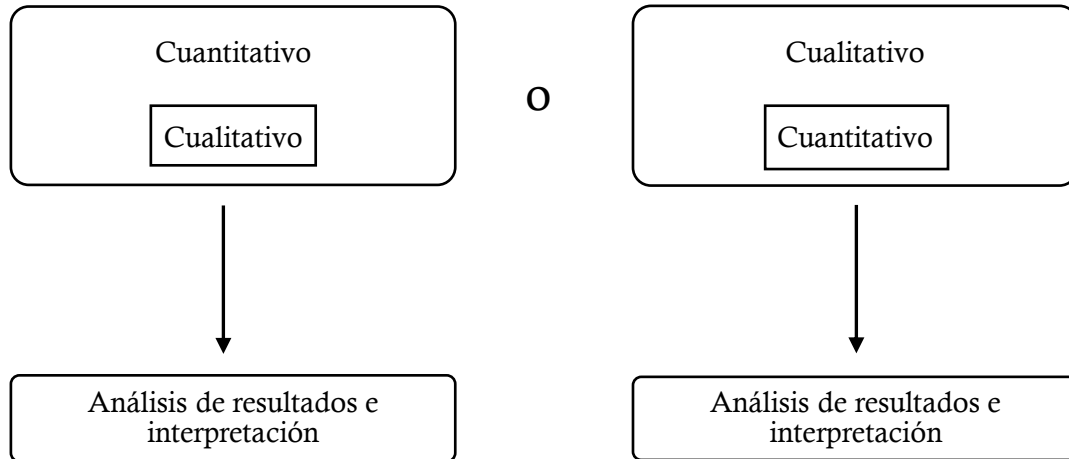 Cuantitativo
Cualitativo
Análisis de resultados e
interpretación
o
Cualitativo
Cuantitativo
Análisis de resultados e
interpretación